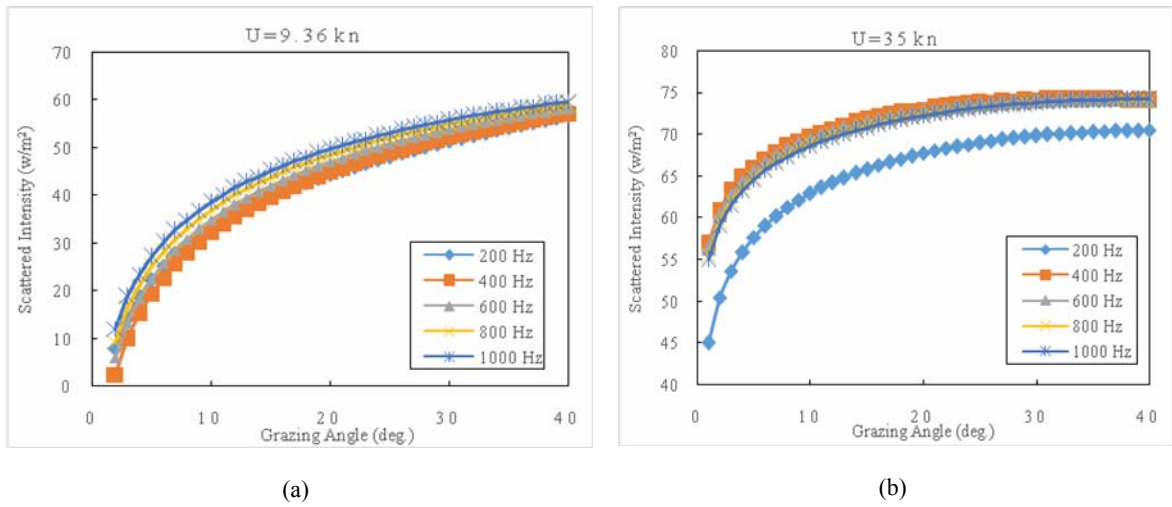 U=9.36 kn
70
60
50
40
30
20
10
0
0 10 20 30 40
Scattered Intensity (w/m²)
Grazing Angle (deg.)
200 Hz
400 Hz
600 Hz
800 Hz
1000 Hz
(a)
U=35 kn
80
75
70
65
60
55
50
45
40
0 10 20 30 40
Scattered Intensity (w/m²)
Grazing Angle (deg.)
200 Hz
400 Hz
600 Hz
800 Hz
1000 Hz
(b)